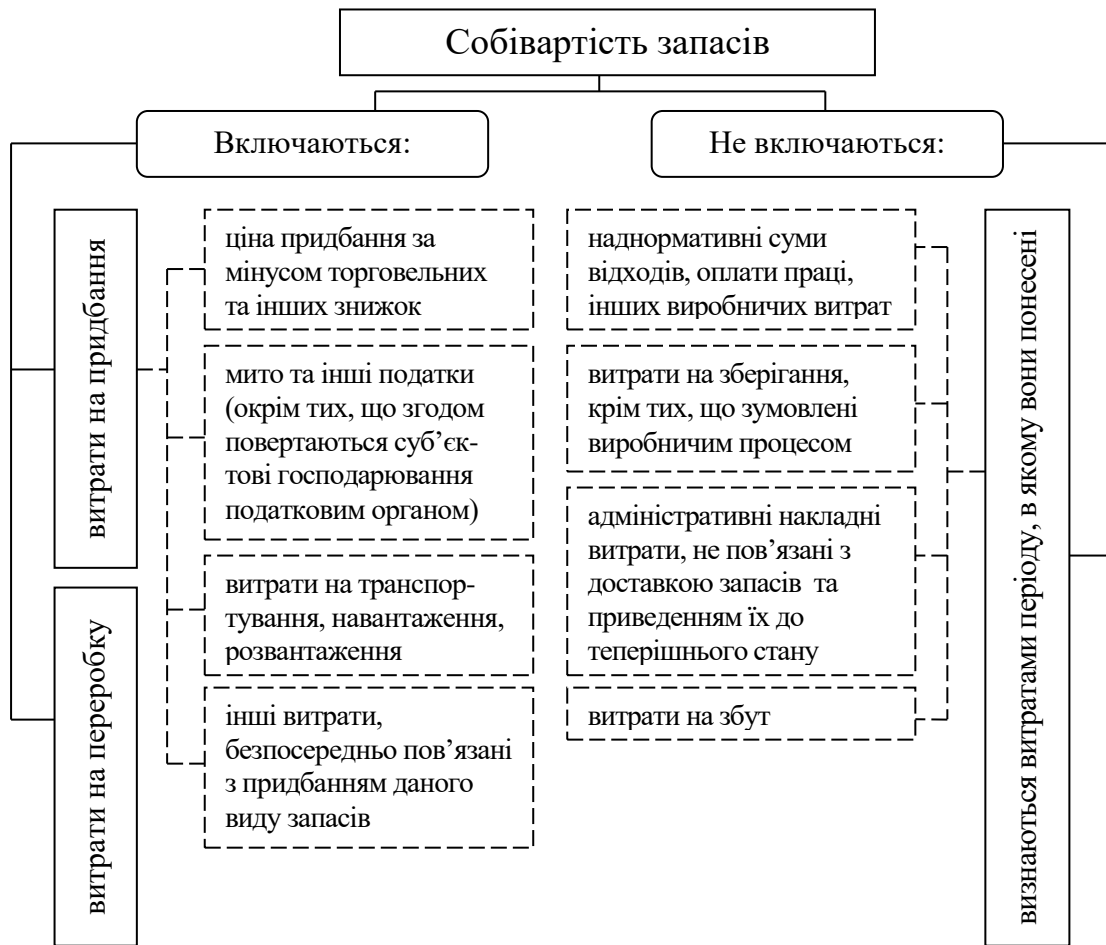 Собівартість запасів
Включаються:
Не включаються:
витрати на придбання
ціна придбання за
мінусом торговельних
та інших знижок
мито та інші податки
(окрім тих, що згодом
повертаються суб’єк-
тові господарювання
податковим органом)
витрати на транспор-
тування, навантаження,
розвантаження
інші витрати,
безпосередньо пов’язані
з придбанням даного
виду запасів
витрати на переробку
наднормативні суми
відходів, оплати праці,
інших виробничих витрат
витрати на зберігання,
крім тих, що зумовлені
виробничим процесом
адміністративні накладні
витрати, не пов’язані з
доставкою запасів та
приведенням їх до
теперішнього стану
витрати на збут
визнаються витратами періоду, в якому вони понесені